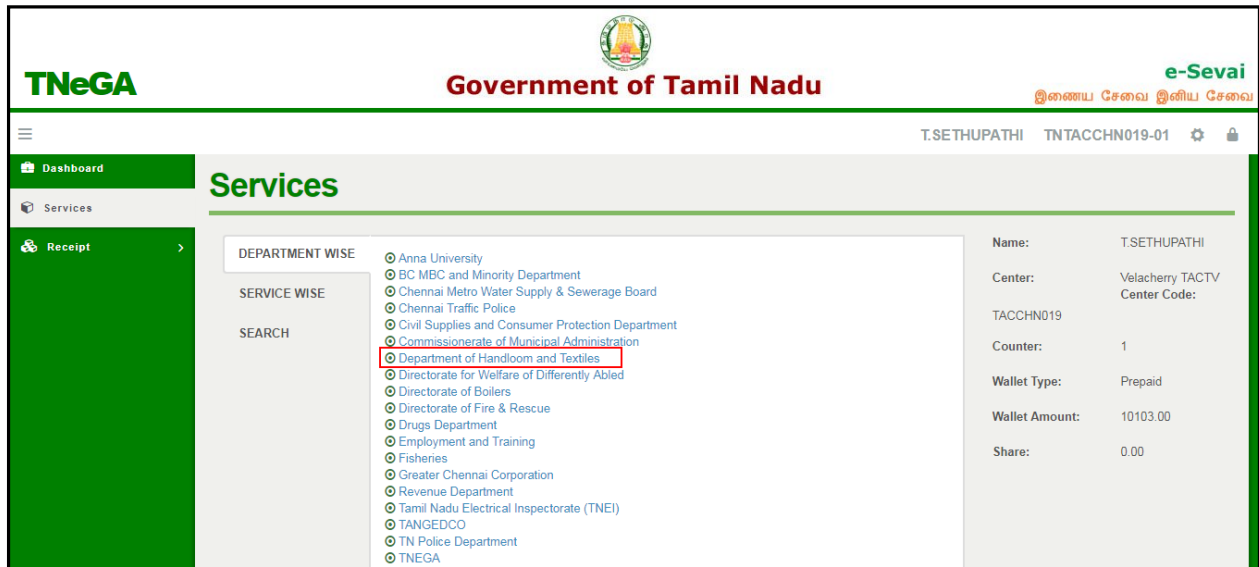 TNeGA
Government of Tamil Nadu
e-Sevai
இணைய சேவை இனிய சேவை
T.SETHUPATHI TNTACCHN019-01
Dashboard
Services
Receipt
Services
DEPARTMENT WISE
SERVICE WISE
SEARCH
Anna University
BC MBC and Minority Department
Chennai Metro Water Supply & Sewerage Board
Chennai Traffic Police
Civil Supplies and Consumer Protection Department
Commissionerate of Municipal Administration
Department of Handloom and Textiles
Directorate for Welfare of Differently Abled
Directorate of Boilers
Directorate of Fire & Rescue
Drugs Department
Employment and Training
Fisheries
Greater Chennai Corporation
Revenue Department
Tamil Nadu Electrical Inspectorate (TNEI)
TANGEDCO
TN Police Department
TNEGA
Name: T.SETHUPATHI
Center: Velacherry TACTV
Center Code:
TACCHN019
Counter: 1
Wallet Type: Prepaid
Wallet Amount: 10103.00
Share: 0.00